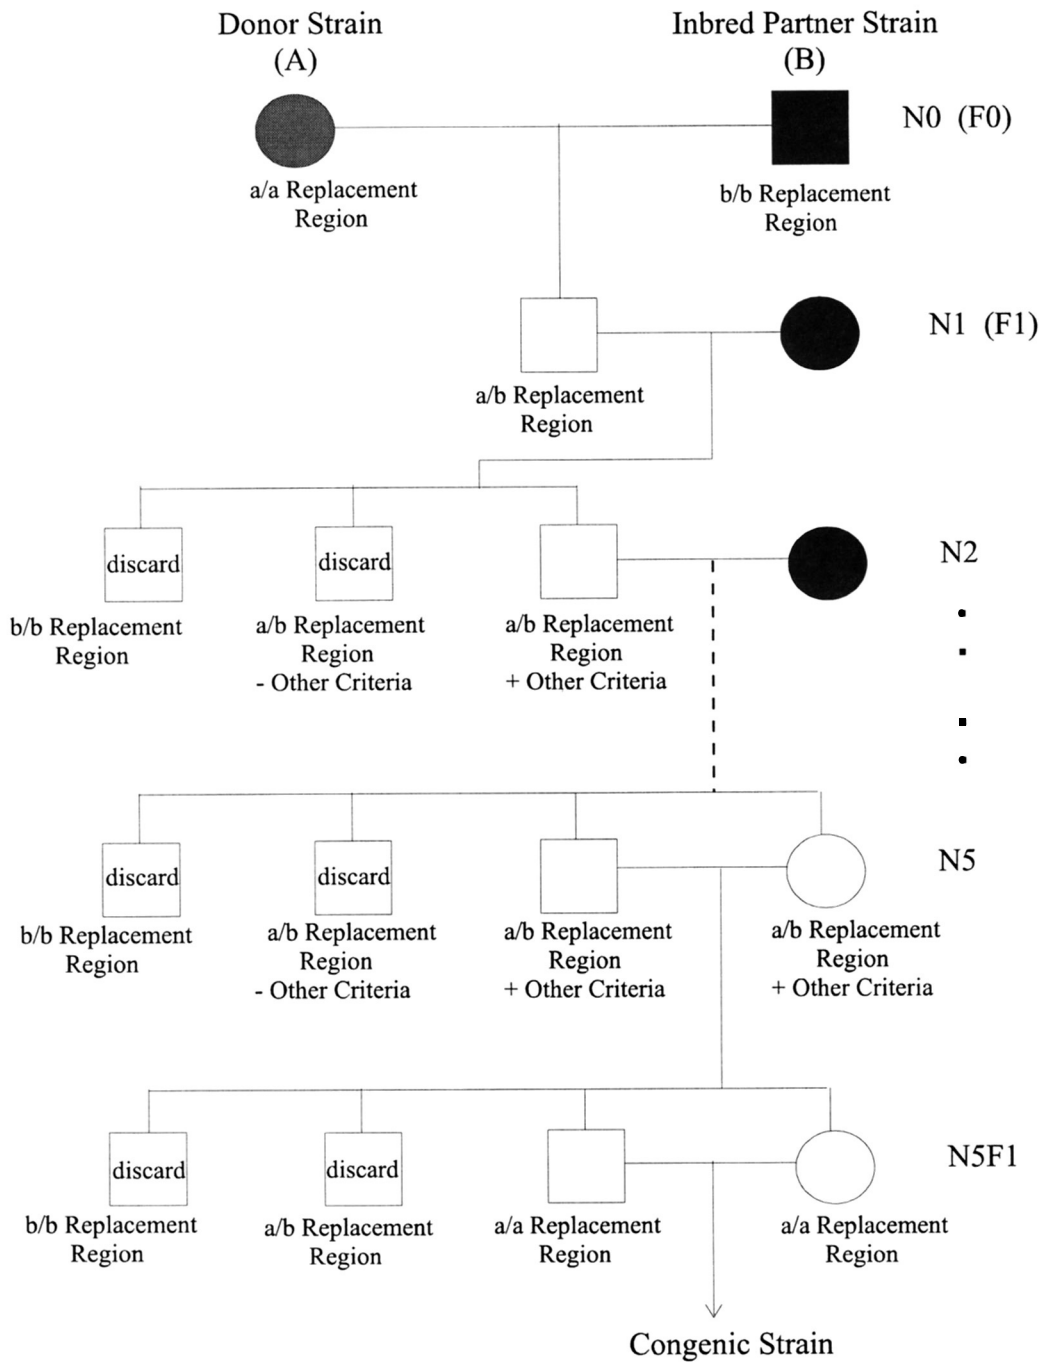 Donor Strain
(A)
Inbred Partner Strain
(B)
N0 (F0)
a/a Replacement
Region
b/b Replacement
Region
N1 (F1)
a/b Replacement
Region
discard
discard
N2
b/b Replacement
Region
a/b Replacement
Region
- Other Criteria
a/b Replacement
Region
+ Other Criteria
discard
discard
N5
b/b Replacement
Region
a/b Replacement
Region
- Other Criteria
a/b Replacement
Region
+ Other Criteria
a/b Replacement
Region
+ Other Criteria
discard
discard
N5F1
b/b Replacement
Region
a/b Replacement
Region
a/a Replacement
Region
a/a Replacement
Region
Congenic Strain